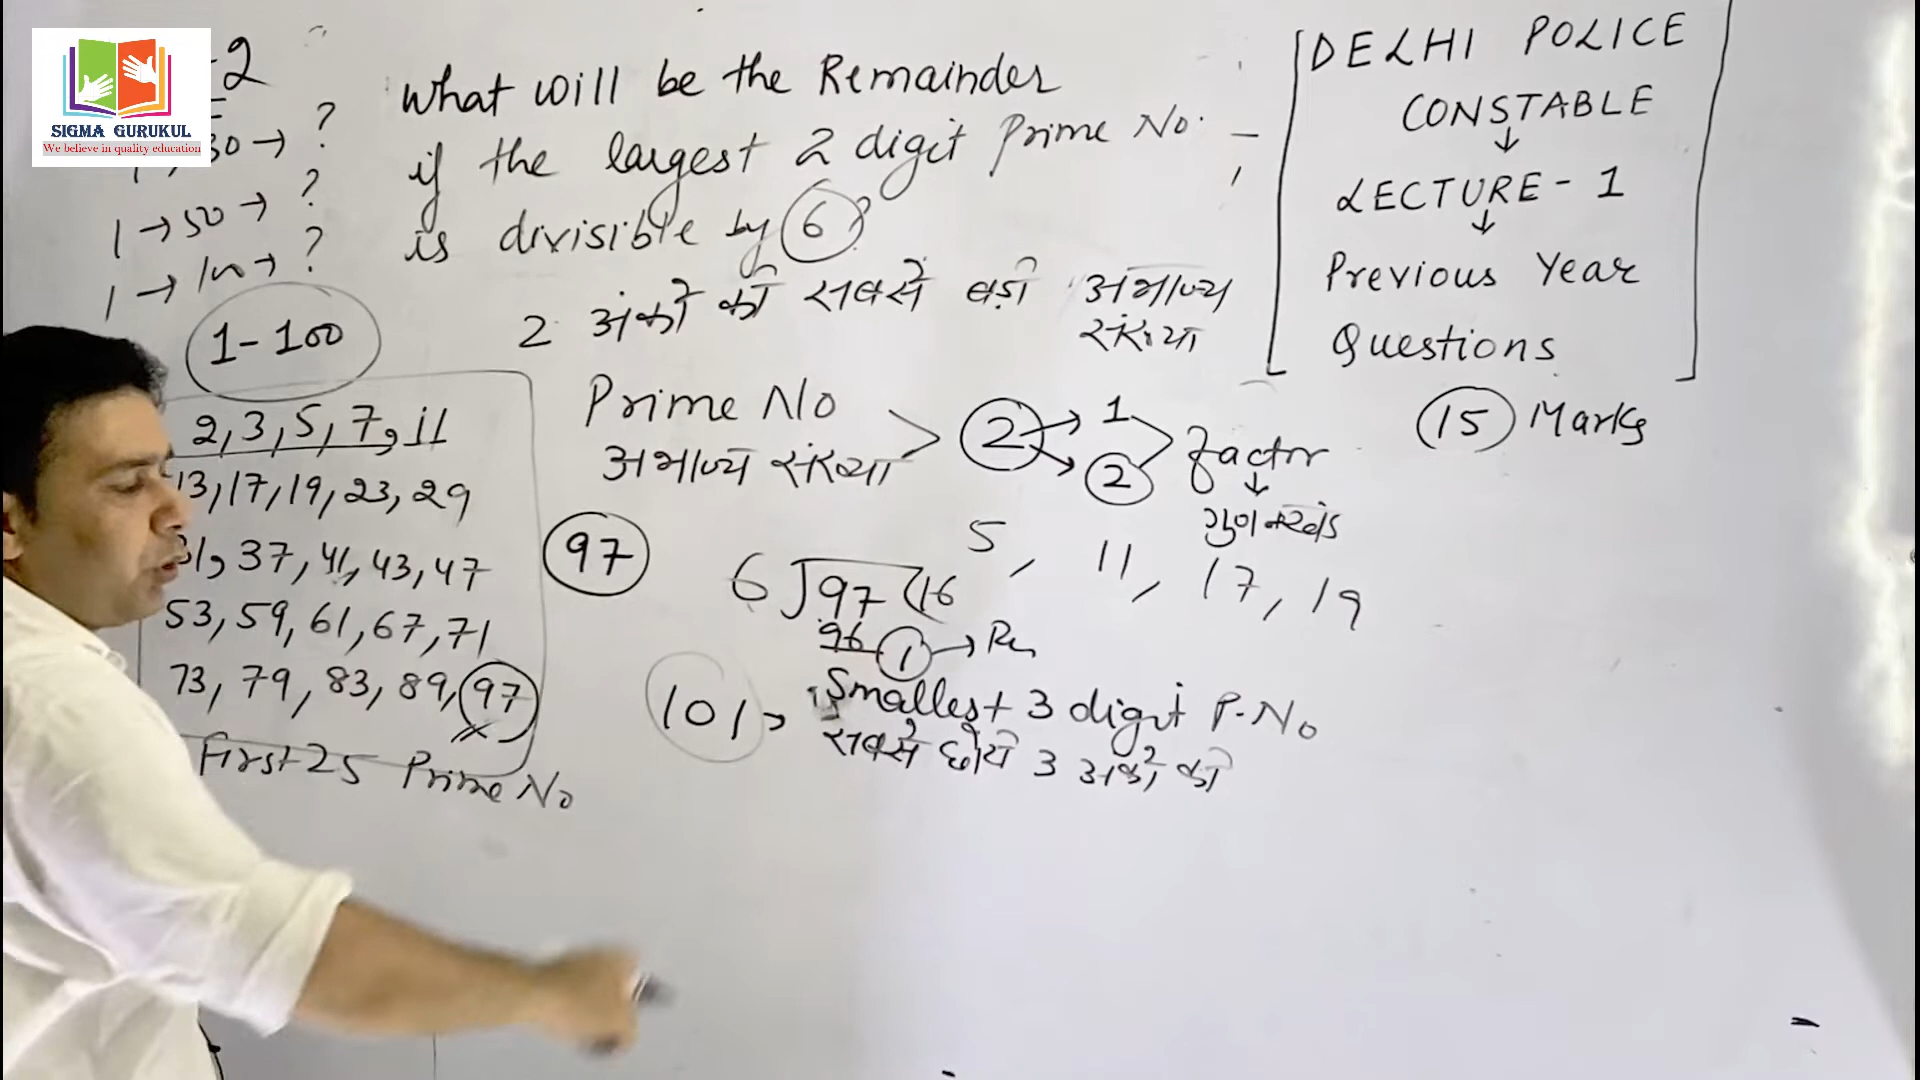 SIGMA GURUKUL
We believe in quality education
-2
30 → ?
1 → 50 → ?
1 → 100 → ?
1-100
2, 3, 5, 7, 11
13, 17, 19, 23, 29
31, 37, 41, 43, 47
53, 59, 61, 67, 71
73, 79, 83, 89, 97
First 25 Prime No
What will be the Remainder
if the largest 2 digit Prime No.
is divisible by 6?
2 अंको की सबसे बडी अभाज्य
संख्या
Prime No
अभाज्य संख्या
2 → 1
→ 2
Factor
↓
गुणनखंड
97
5, 11, 17, 19
6)97(16
96
1 → Re
101 → Smallest 3 digit P.No
सबसे छोटी 3 अंको की
DELHI POLICE
CONSTABLE
↓
LECTURE - 1
↓
Previous Year
Questions
15 Marks